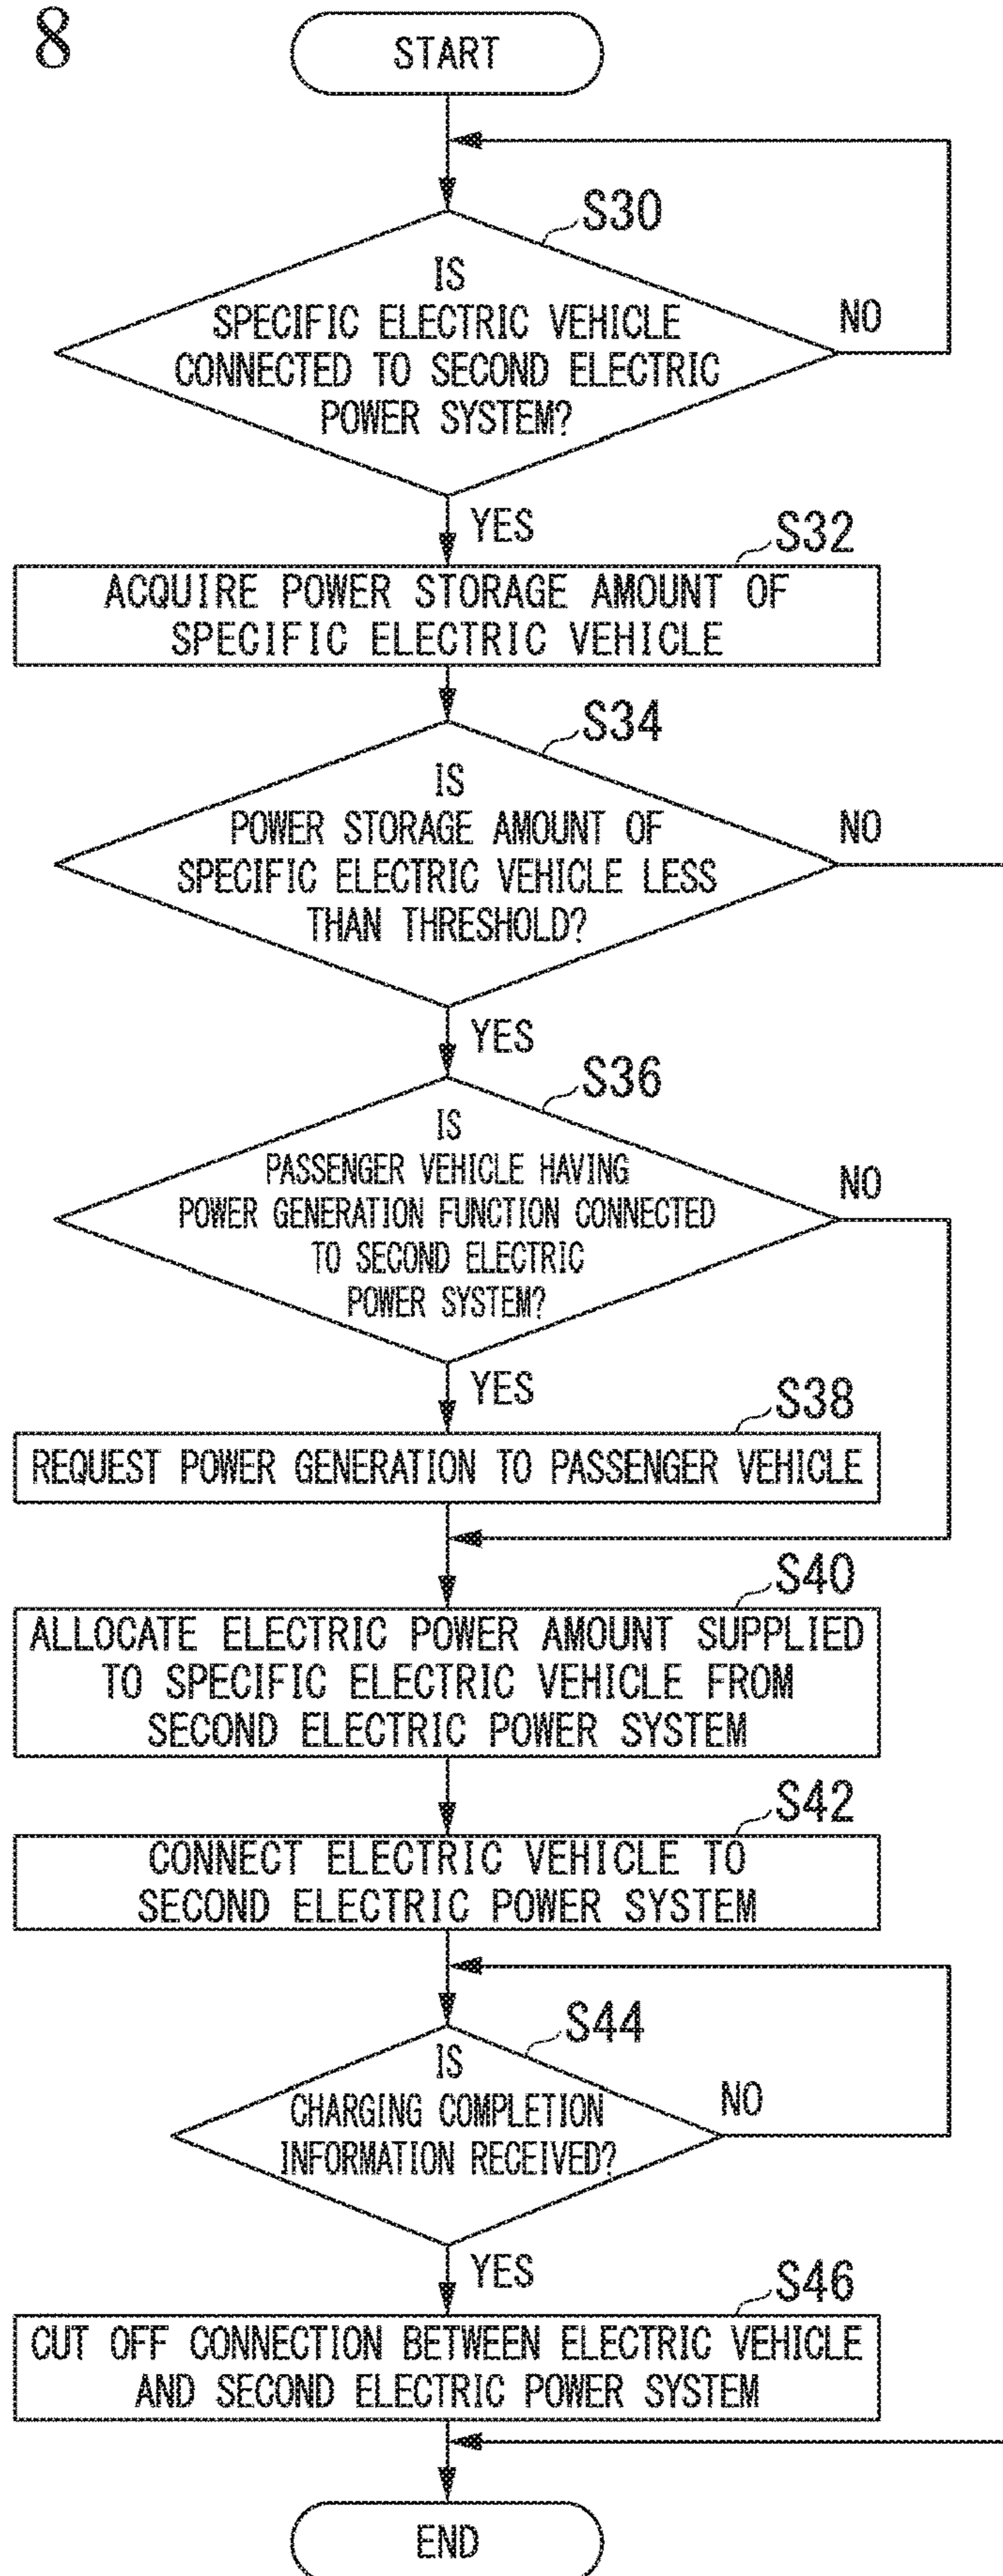 8
START
S30
IS
SPECIFIC ELECTRIC VEHICLE
CONNECTED TO SECOND ELECTRIC
POWER SYSTEM?
NO
YES
S32
ACQUIRE POWER STORAGE AMOUNT OF
SPECIFIC ELECTRIC VEHICLE
S34
IS
POWER STORAGE AMOUNT OF
SPECIFIC ELECTRIC VEHICLE LESS
THAN THRESHOLD?
NO
YES
S36
IS
PASSENGER VEHICLE HAVING
POWER GENERATION FUNCTION CONNECTED
TO SECOND ELECTRIC
POWER SYSTEM?
NO
YES
S38
REQUEST POWER GENERATION TO PASSENGER VEHICLE
S40
ALLOCATE ELECTRIC POWER AMOUNT SUPPLIED
TO SPECIFIC ELECTRIC VEHICLE FROM
SECOND ELECTRIC POWER SYSTEM
S42
CONNECT ELECTRIC VEHICLE TO
SECOND ELECTRIC POWER SYSTEM
S44
IS
CHARGING COMPLETION
INFORMATION RECEIVED?
NO
YES
S46
CUT OFF CONNECTION BETWEEN ELECTRIC VEHICLE
AND SECOND ELECTRIC POWER SYSTEM
END